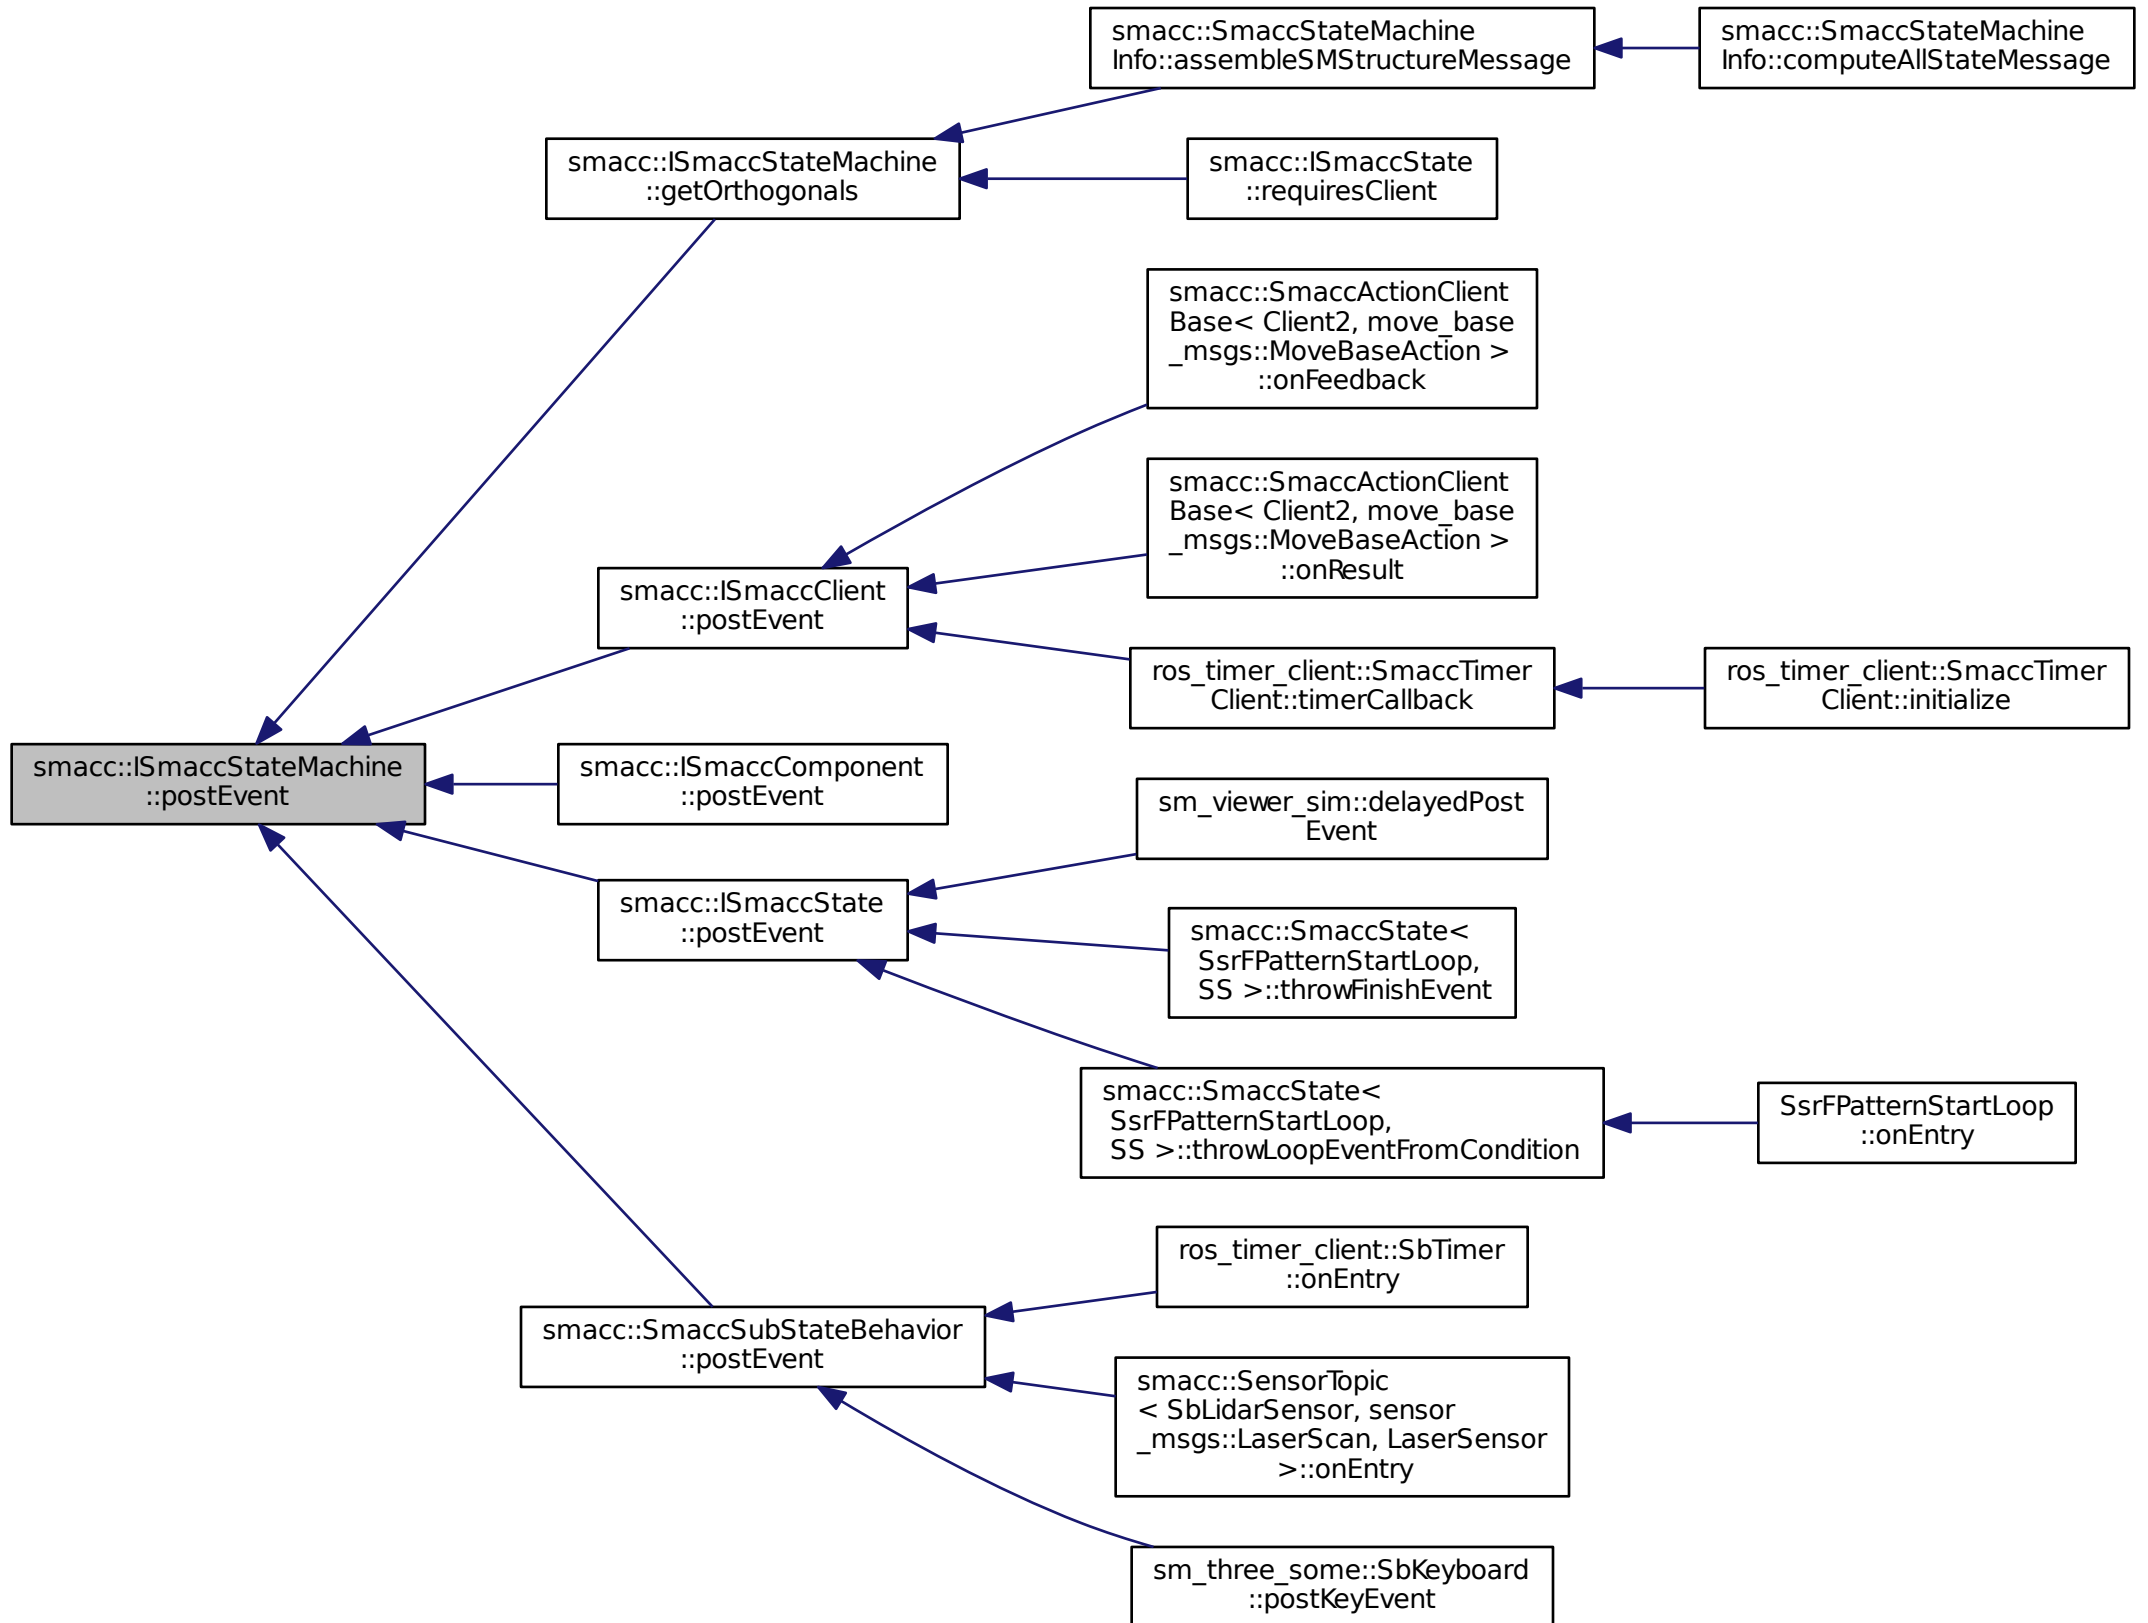 smacc::SmaccStateMachine
Info::assembleSMStructureMessage
smacc::SmaccStateMachine
Info::computeAllStateMessage
smacc::ISmaccStateMachine
::getOrthogonals
smacc::ISmaccState
::requiresClient
smacc::SmaccActionClient
Base< Client2, move_base
_msgs::MoveBaseAction >
::onFeedback
smacc::SmaccActionClient
Base< Client2, move_base
_msgs::MoveBaseAction >
::onResult
smacc::ISmaccClient
::postEvent
ros_timer_client::SmaccTimer
Client::timerCallback
ros_timer_client::SmaccTimer
Client::initialize
smacc::ISmaccStateMachine
::postEvent
smacc::ISmaccComponent
::postEvent
sm_viewer_sim::delayedPost
Event
smacc::ISmaccState
::postEvent
smacc::SmaccState<
SsrFPatternStartLoop,
SS >::throwFinishEvent
smacc::SmaccState<
SsrFPatternStartLoop,
SS >::throwLoopEventFromCondition
SsrFPatternStartLoop
::onEntry
ros_timer_client::SbTimer
::onEntry
smacc::SmaccSubStateBehavior
::postEvent
smacc::SensorTopic
< SbLidarSensor, sensor
_msgs::LaserScan, LaserSensor
>::onEntry
sm_three_some::SbKeyboard
::postKeyEvent